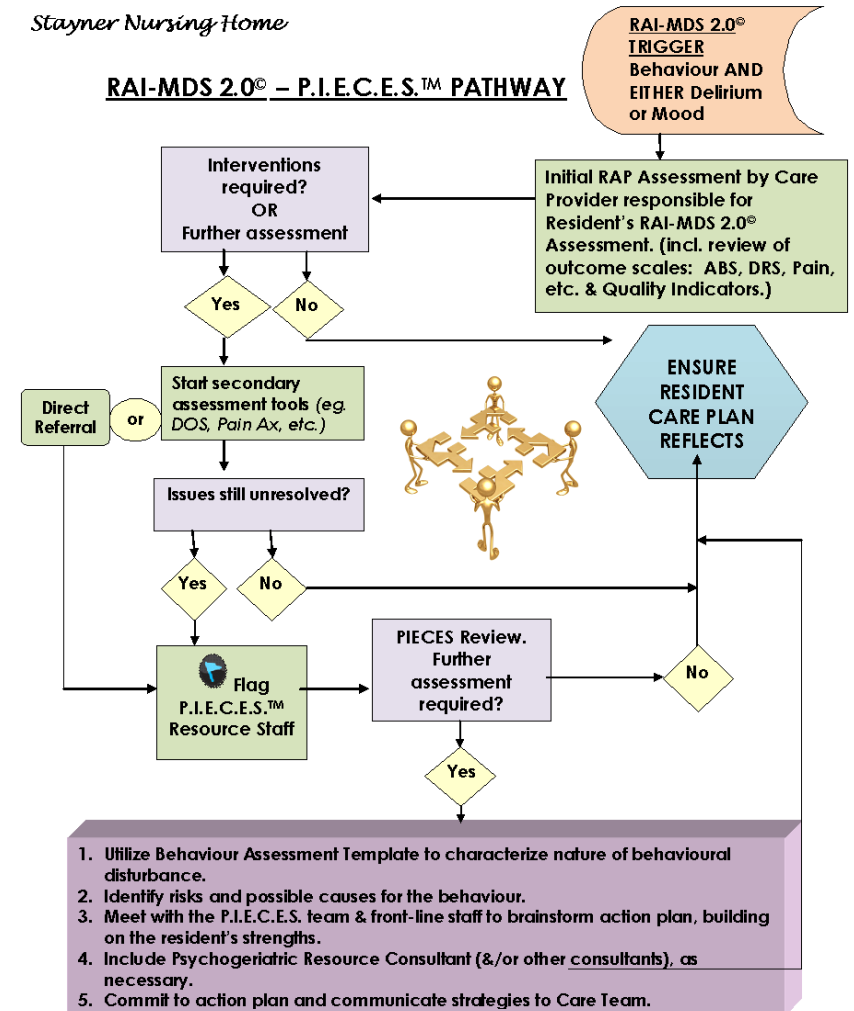 Stayner Nursing Home
RAI-MDS 2.0© – P.I.E.C.E.S.™ PATHWAY
RAI-MDS 2.0©
TRIGGER
Behaviour AND
EITHER Delirium
or Mood
Initial RAP Assessment by Care
Provider responsible for
Resident's RAI-MDS 2.0©
Assessment. (incl. review of
outcome scales: ABS, DRS, Pain,
etc. & Quality Indicators.)
Interventions
required?
OR
Further assessment
Yes
No
ENSURE
RESIDENT
CARE PLAN
REFLECTS
Direct
Referral
or
Start secondary
assessment tools (eg.
DOS, Pain Ax, etc.)
Issues still unresolved?
Yes
No
Flag
P.I.E.C.E.S.™
Resource Staff
PIECES Review.
Further
assessment
required?
No
Yes
1. Utilize Behaviour Assessment Template to characterize nature of behavioural
disturbance.
2. Identify risks and possible causes for the behaviour.
3. Meet with the P.I.E.C.E.S. team & front-line staff to brainstorm action plan, building
on the resident's strengths.
4. Include Psychogeriatric Resource Consultant (&/or other consultants), as
necessary.
5. Commit to action plan and communicate strategies to Care Team.